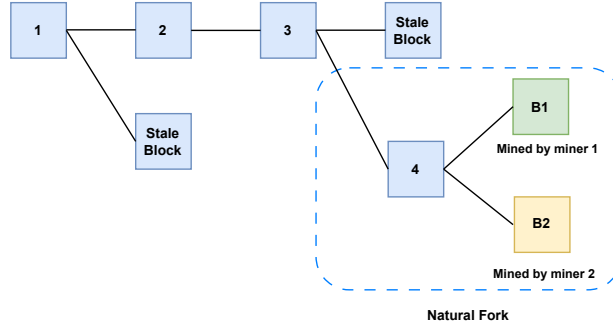 1
2
3
Stale
Block
Stale
Block
4
B1
Mined by miner 1
B2
Mined by miner 2
Natural Fork